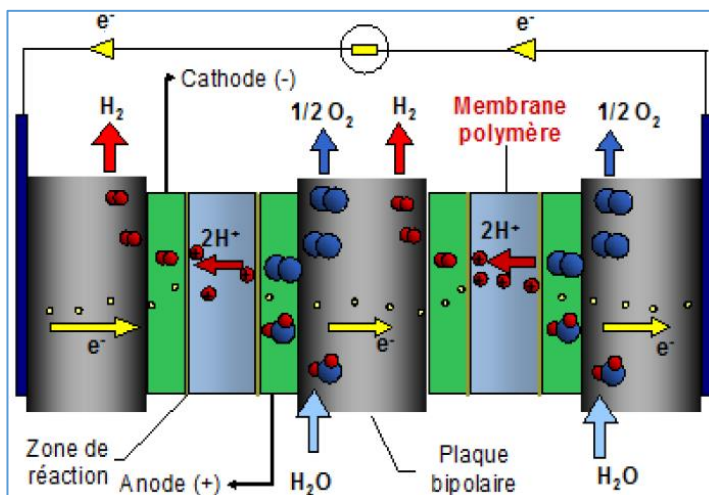 e-
e-
Cathode (-)
H2
1/2 O2
H2
Membrane
polymère
1/2 O2
2H+
2H+
e-
e-
e-
Zone de
réaction
Anode (+)
H2O
Plaque
bipolaire
H2O